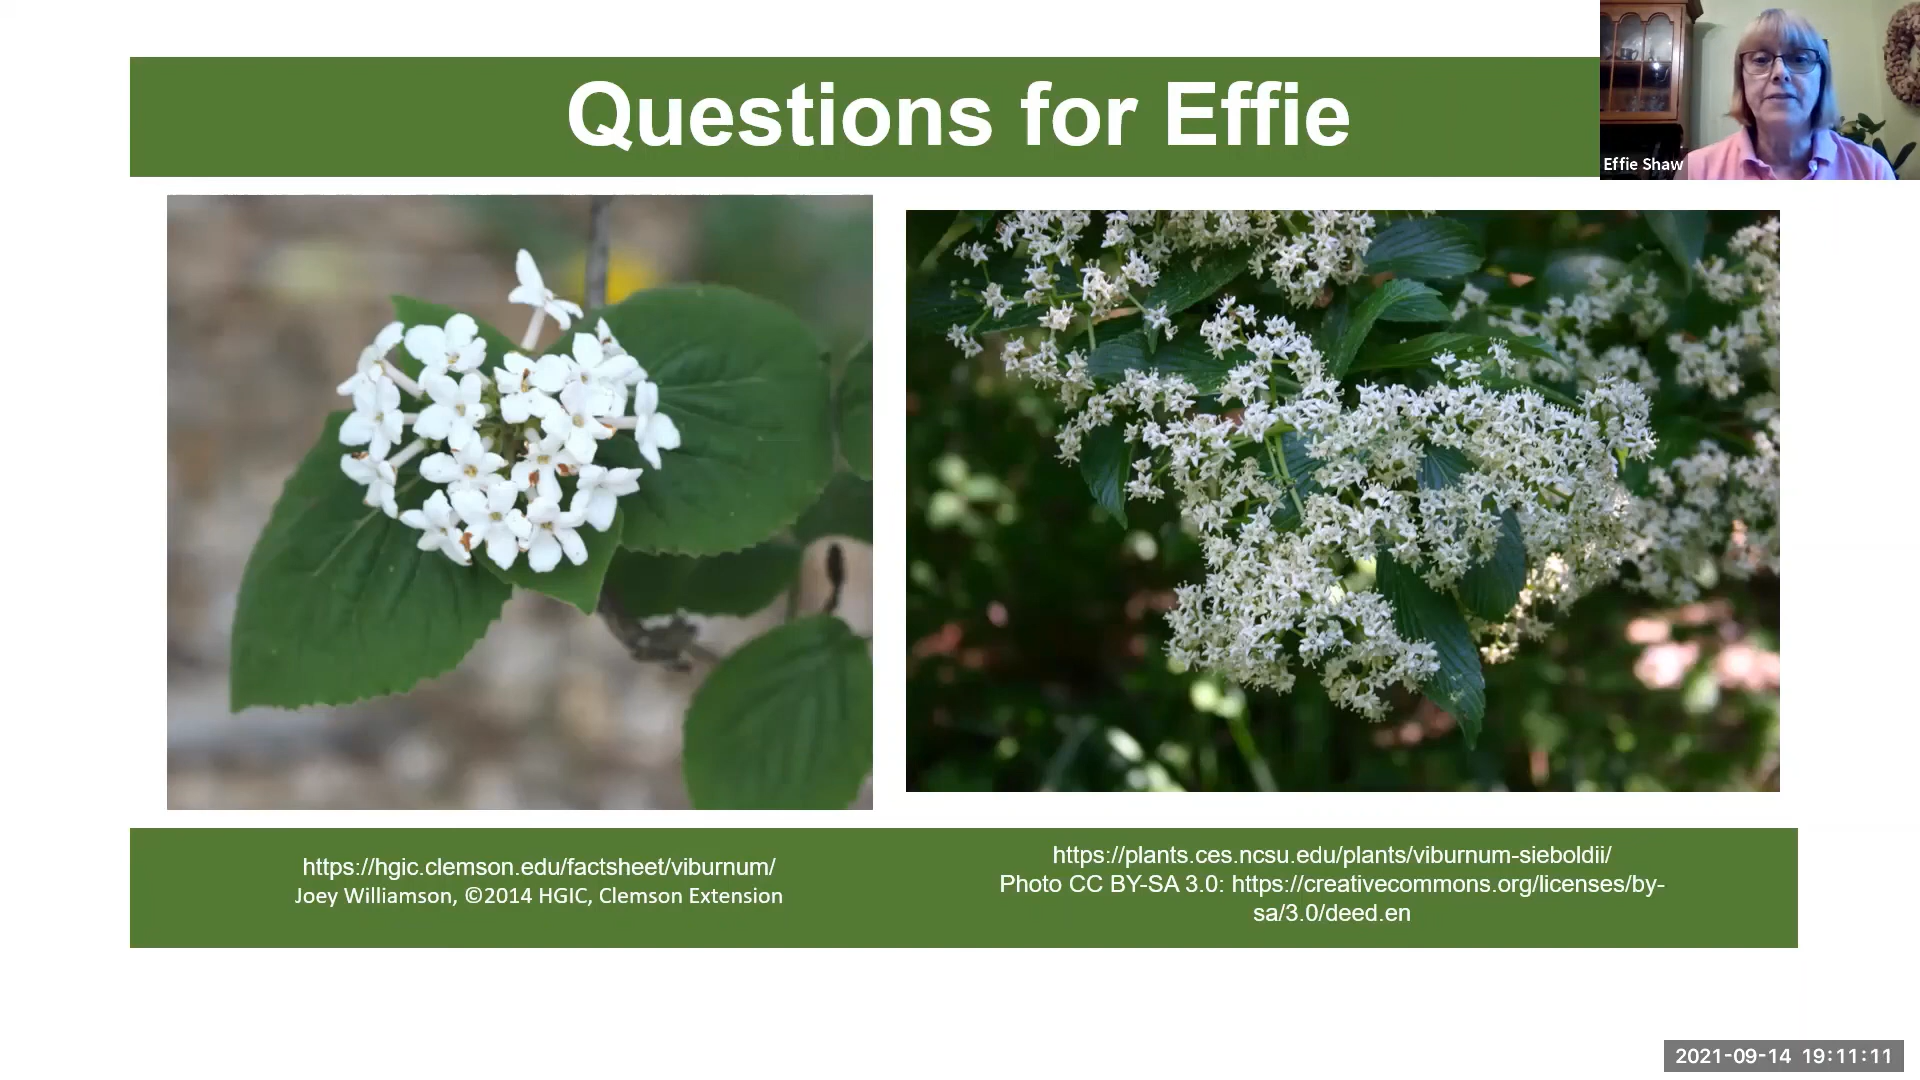 Questions for Effie
Effie Shaw
https://hgic.clemson.edu/factsheet/viburnum/
Joey Williamson, ©2014 HGIC, Clemson Extension
https://plants.ces.ncsu.edu/plants/viburnum-sieboldii/
Photo CC BY-SA 3.0: https://creativecommons.org/licenses/by-
sa/3.0/deed.en
2021-09-14 19:11:11